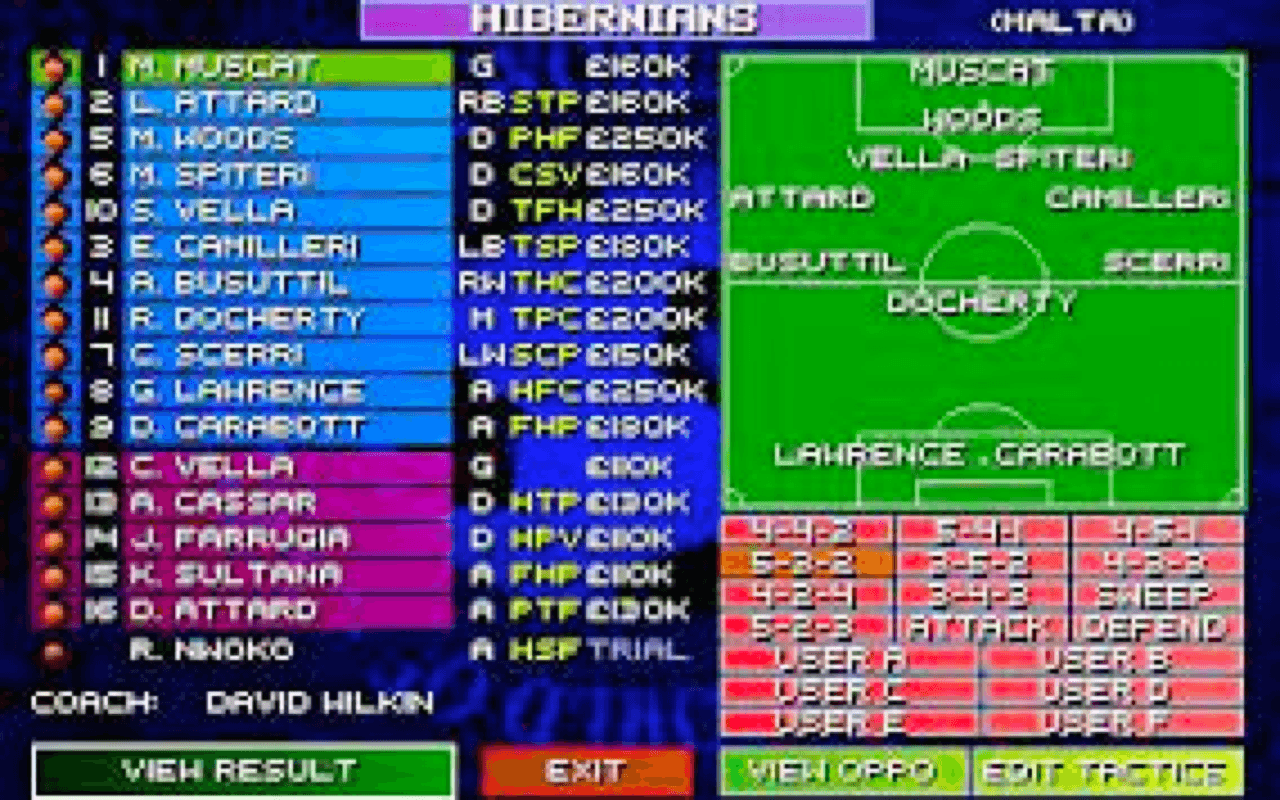 HIBERNIANS (MALTA)
1 M. MUSCAT G £160K
2 L. ATTARD RB STP £160K
5 M. WOODS D PHF £250K
6 M. SPITERI D CSV £160K
10 S. VELLA D TFH £250K
3 E. CAMILLERI LB TSP £180K
4 A. BUSUTTIL RW THC £200K
11 R. DOCHERTY M TPC £200K
7 C. SCERRI LW SCP £150K
8 G. LAWRENCE A HFC £250K
9 D. CARABOTT A FHP £180K
12 C. VELLA G £110K
13 A. CASSAR D HTP £130K
14 J. FARRUGIA D HPV £110K
15 K. SULTANA A FHP £110K
16 D. ATTARD A PTF £130K
R. NWOKO A HSF TRIAL
COACH: DAVID WILKIN
VIEW RESULT
EXIT
MUSCAT
WOODS
VELLA SPITERI
ATTARD CAMILLERI
BUSUTTIL SCERRI
DOCHERTY
LAWRENCE CARABOTT
4-4-2 5-4-1 4-5-1
5-3-2 3-5-2 4-3-3
4-2-4 3-4-3 SWEEP
5-2-3 ATTACK DEFEND
USER A USER B
USER C USER D
USER E USER F
VIEW OPPO EDIT TACTICS